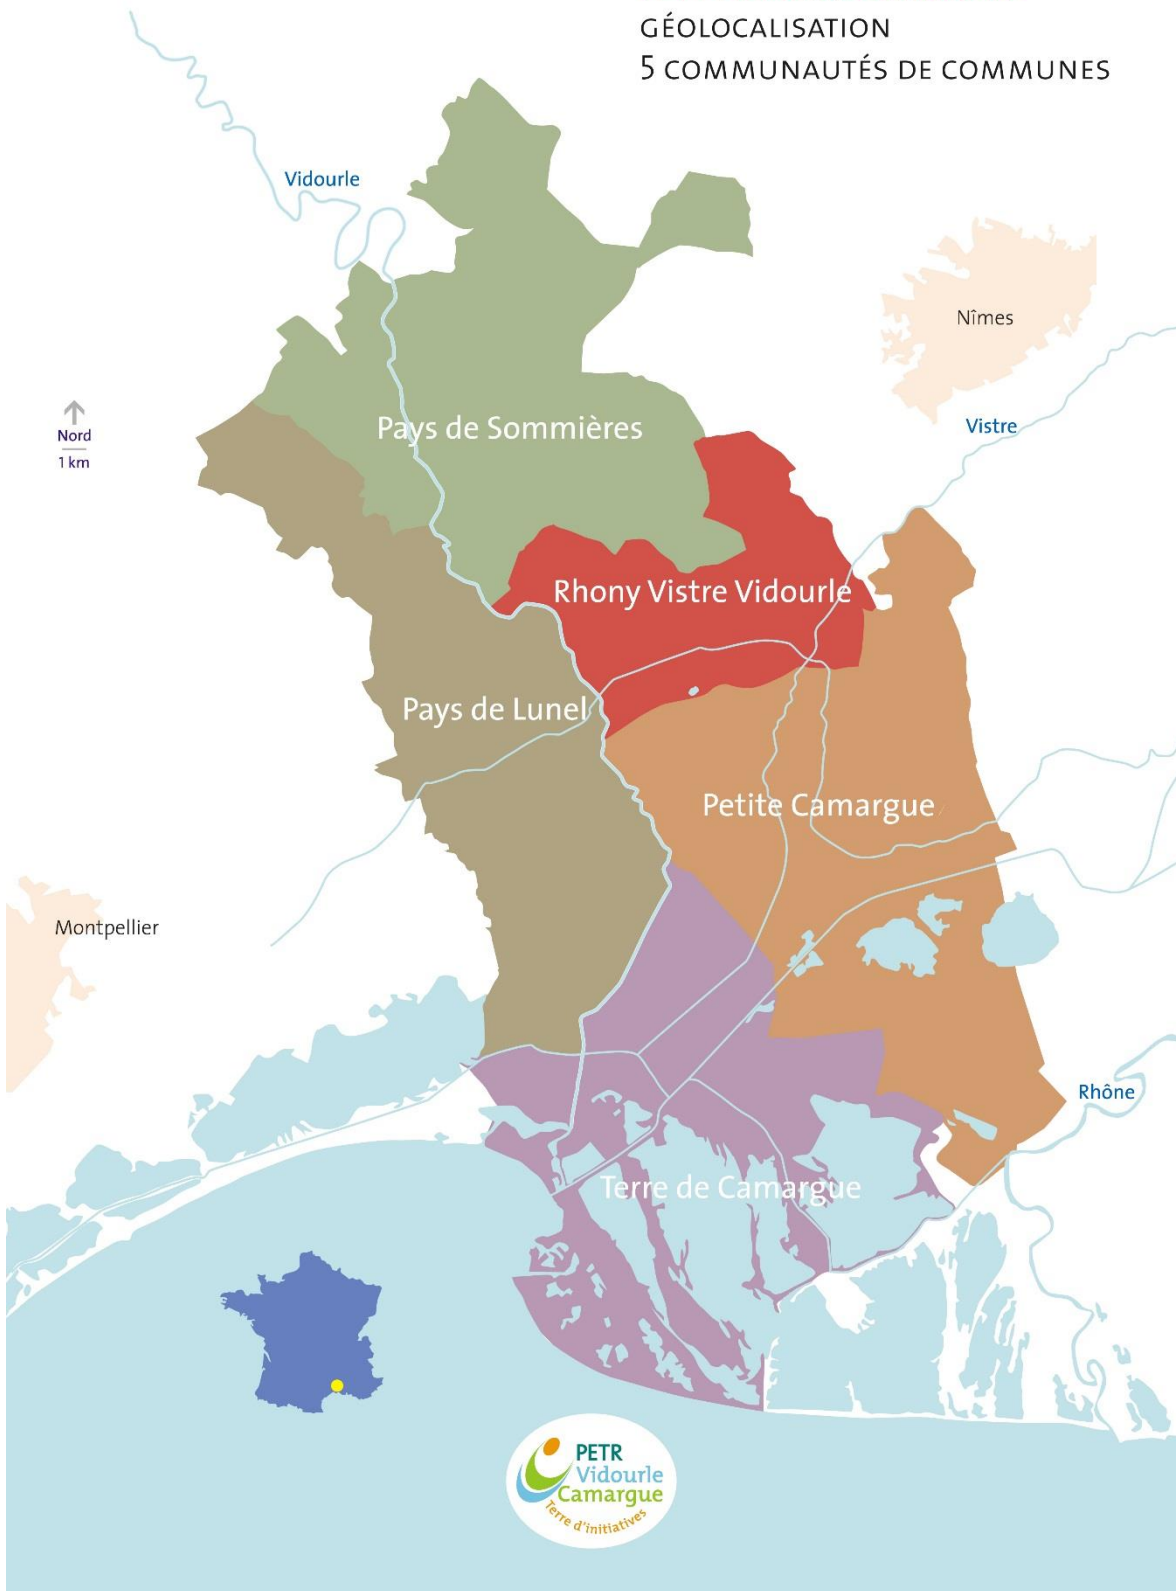 GÉOLOCALISATION
5 COMMUNAUTÉS DE COMMUNES
Vidourle
Nîmes
Nord
1 km
Pays de Sommières
Vistre
Rhony Vistre Vidourle
Pays de Lunel
Petite Camargue
Montpellier
Rhône
Terre de Camargue
PETR
Vidourle
Camargue
Terre d'initiatives